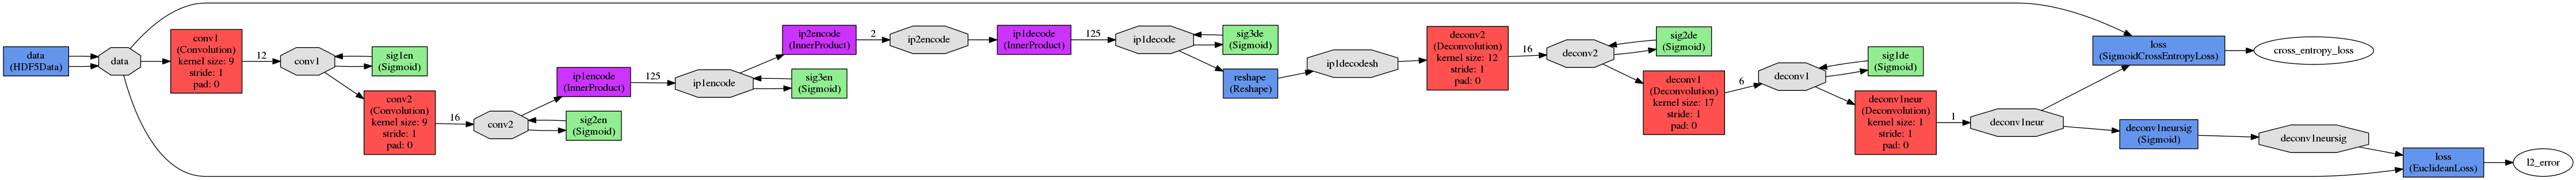 data
(HDF5Data)
data
conv1
(Convolution)
kernel size: 9
stride: 1
pad: 0
12
conv1
sig1en
(Sigmoid)
conv2
(Convolution)
kernel size: 9
stride: 1
pad: 0
16
conv2
sig2en
(Sigmoid)
ip1encode
(InnerProduct)
125
ip1encode
sig3en
(Sigmoid)
ip2encode
(InnerProduct)
2
ip2encode
ip1decode
(InnerProduct)
125
ip1decode
sig3de
(Sigmoid)
reshape
(Reshape)
ip1decodesh
deconv2
(Deconvolution)
kernel size: 12
stride: 1
pad: 0
16
deconv2
sig2de
(Sigmoid)
deconv1
(Deconvolution)
kernel size: 17
stride: 1
pad: 0
6
deconv1
sig1de
(Sigmoid)
deconv1neur
(Deconvolution)
kernel size: 1
stride: 1
pad: 0
1
deconv1neur
loss
(SigmoidCrossEntropyLoss)
cross_entropy_loss
deconv1neursig
(Sigmoid)
deconv1neursig
loss
(EuclideanLoss)
l2_error